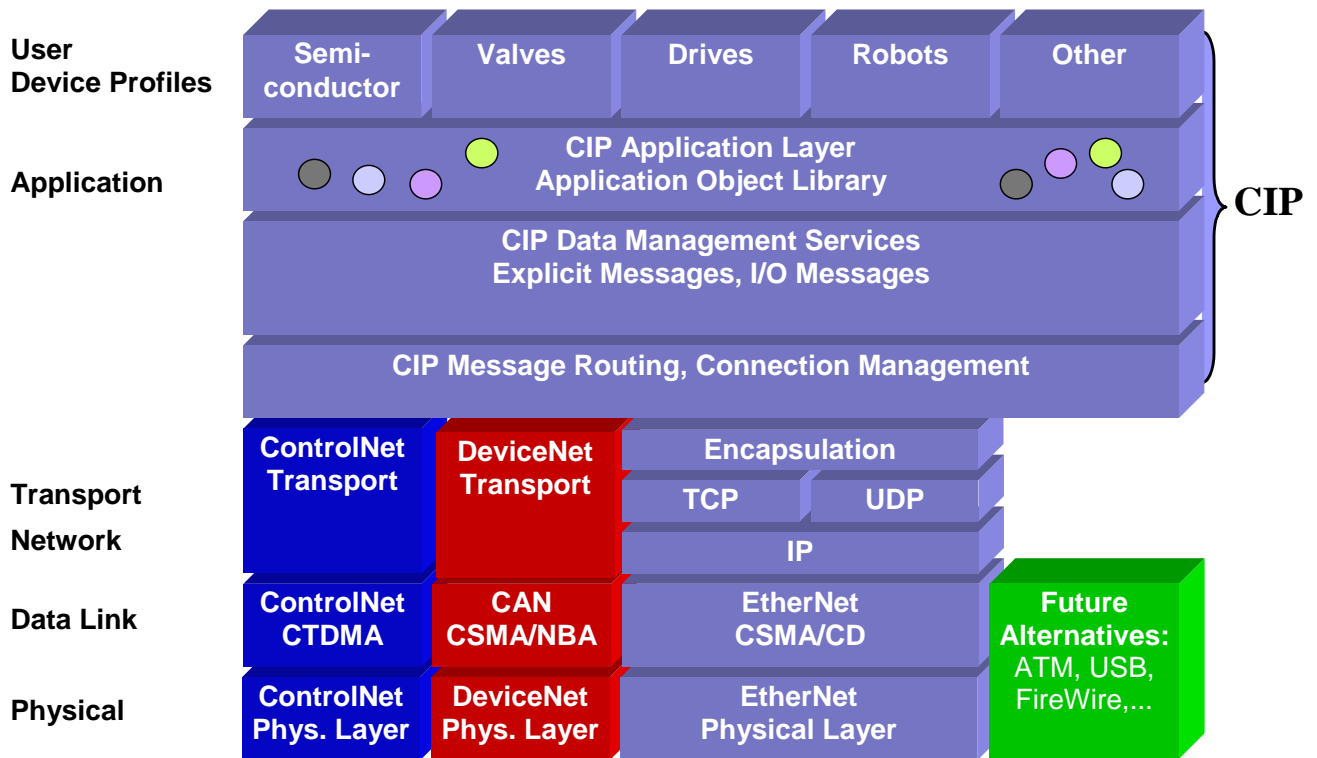 User
Device Profiles
Semi-
conductor
Valves
Drives
Robots
Other
Application
CIP Application Layer
Application Object Library
CIP
CIP Data Management Services
Explicit Messages, I/O Messages
CIP Message Routing, Connection Management
ControlNet
Transport
DeviceNet
Transport
Encapsulation
Transport
TCP
UDP
Network
IP
Data Link
ControlNet
CTDMA
CAN
CSMA/NBA
EtherNet
CSMA/CD
Future
Alternatives:
ATM, USB,
FireWire,...
Physical
ControlNet
Phys. Layer
DeviceNet
Phys. Layer
EtherNet
Physical Layer